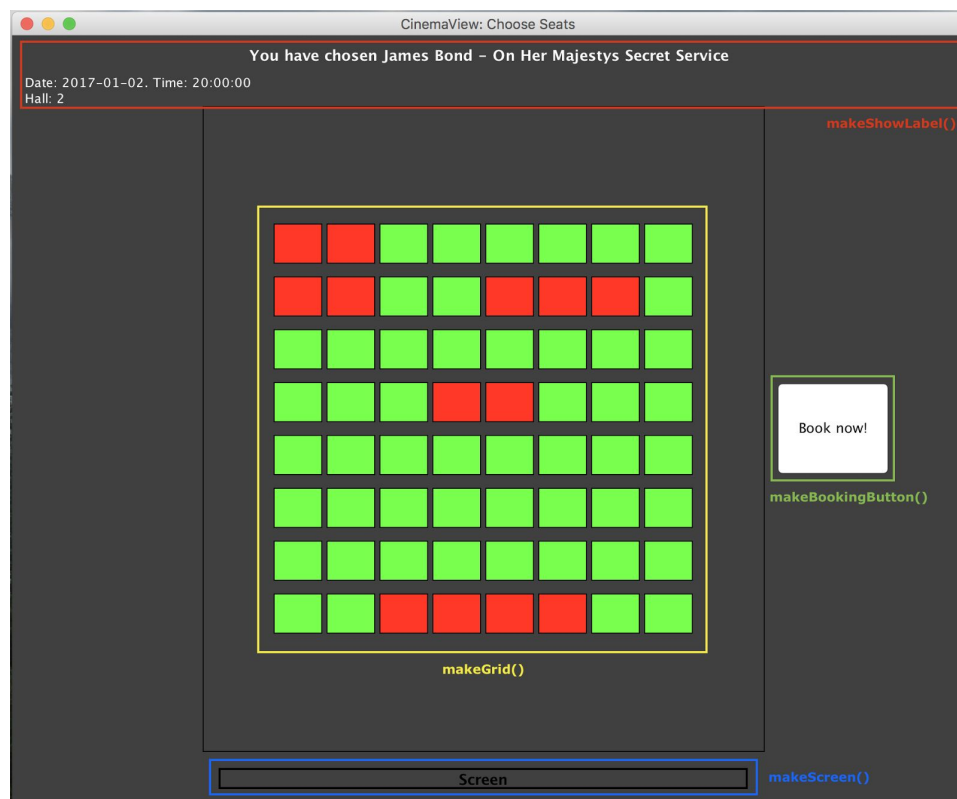 CinemaView: Choose Seats
You have chosen James Bond – On Her Majestys Secret Service
Date: 2017-01-02. Time: 20:00:00
Hall: 2
makeShowLabel()
Book now!
makeBookingButton()
makeGrid()
Screen
makeScreen()